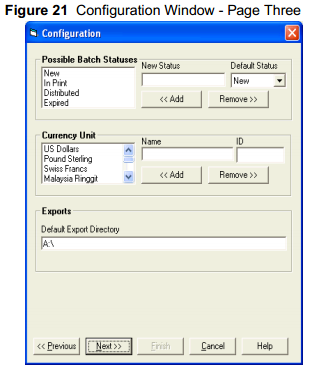 Figure 21 Configuration Window - Page Three
Configuration
Possible Batch Statuses
New
In Print
Distributed
Expired
New Status
Default Status
New
<< Add
Remove >>
Currency Unit
US Dollars
Pound Sterling
Swiss Francs
Malaysia Ringgit
Name
ID
<< Add
Remove >>
Exports
Default Export Directory
A:\
<< Previous
Next >>
Finish
Cancel
Help